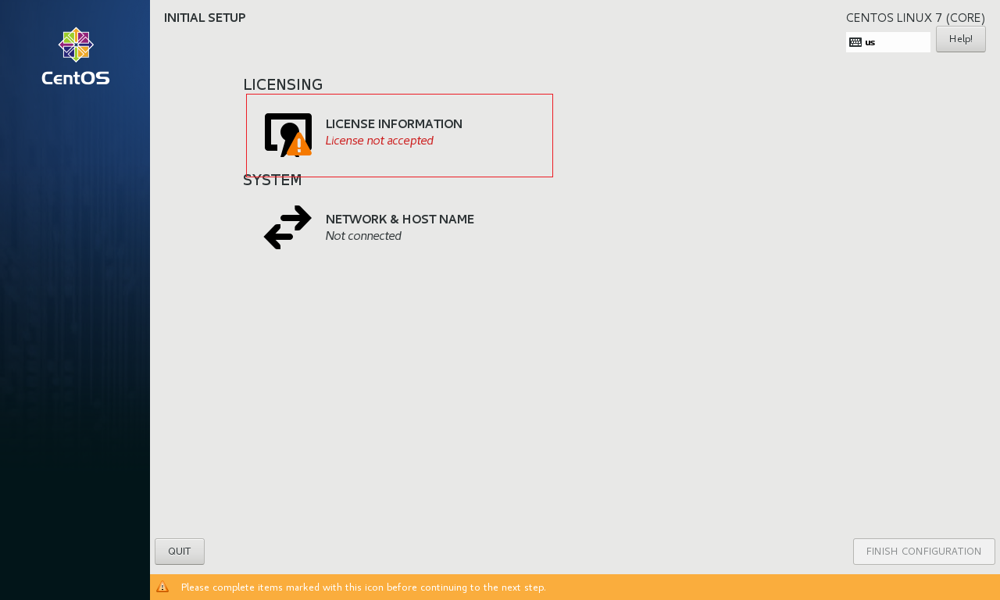 INITIAL SETUP
CENTOS LINUX 7 (CORE)
us
Help!
CentOS
LICENSING
LICENSE INFORMATION
License not accepted
SYSTEM
NETWORK & HOST NAME
Not connected
QUIT
FINISH CONFIGURATION
Please complete items marked with this icon before continuing to the next step.